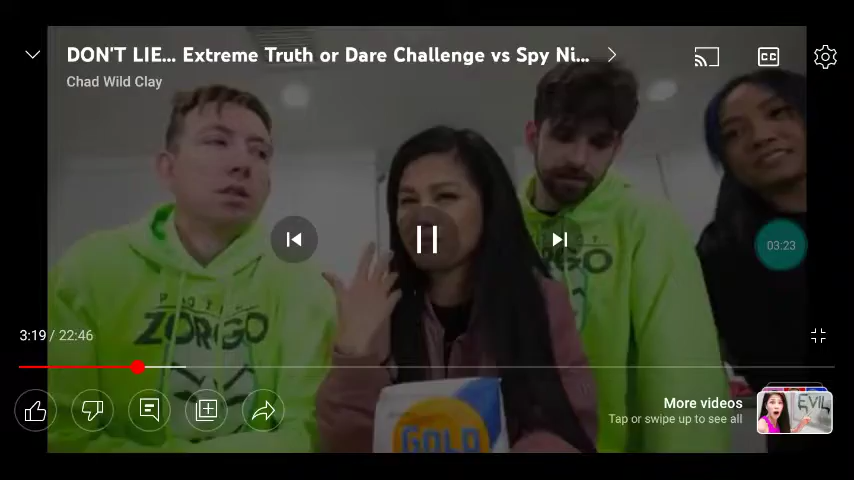 DON'T LIE... Extreme Truth or Dare Challenge vs Spy Ni...
Chad Wild Clay
CC
PROJECT
ZORGO
ZORGO
03:23
3:19 / 22:46
GOLD
More videos
Tap or swipe up to see all
EVIL